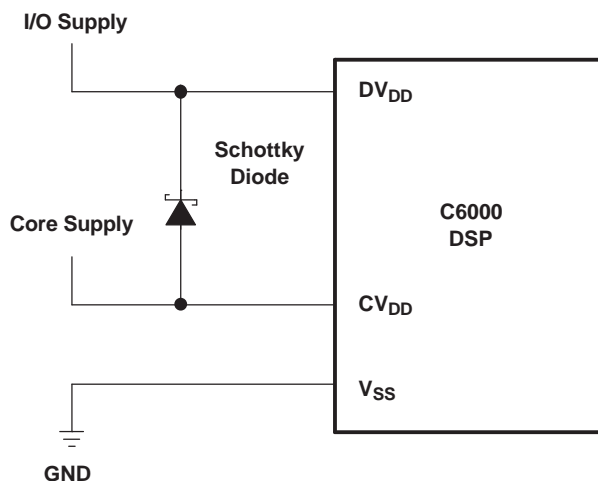 I/O Supply
DVDD
Schottky
Diode
C6000
DSP
Core Supply
CVDD
VSS
GND